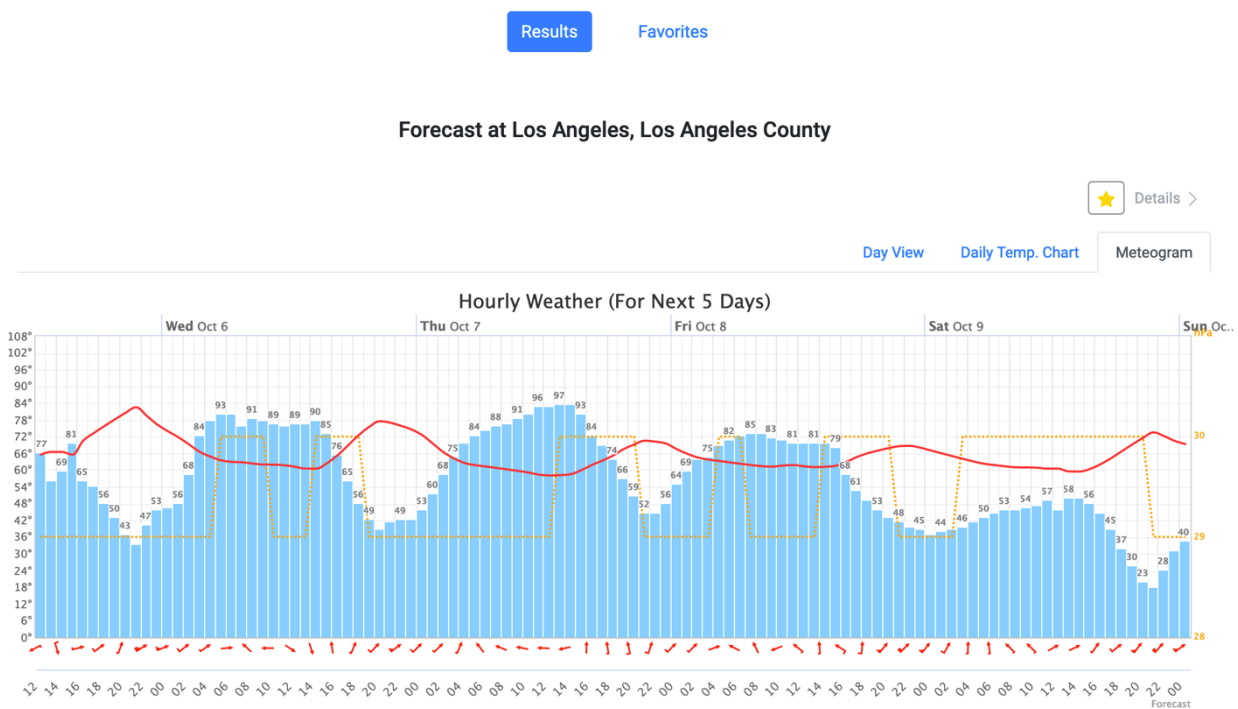 Results Favorites
Forecast at Los Angeles, Los Angeles County
Details
Day View Daily Temp. Chart Meteogram
Hourly Weather (For Next 5 Days)
Wed Oct 6 Thu Oct 7 Fri Oct 8 Sat Oct 9 Sun Oc...
hPa
108°
102°
96°
90°
84°
78°
72°
66°
60°
54°
48°
42°
36°
30°
24°
18°
12°
6°
0°
77 69 81 65 56 50 43 47 53 56 68 84 93 91 89 89 90 85 76 65 56 49 49 53 60 68 75 84 88 91 96 97 93 84 74 66 59 52 56 64 69 75 82 85 83 81 81 79 68 61 53 48 45 44 46 50 53 54 57 58 56 45 37 30 23 28 40
30
29
28
12 14 16 18 20 22 00 02 04 06 08 10 12 14 16 18 20 22 00 02 04 06 08 10 12 14 16 18 20 22 00 02 04 06 08 10 12 14 16 18 20 22 00 02 04 06 08 10 12 14 16 18 20 22 00
Forecast